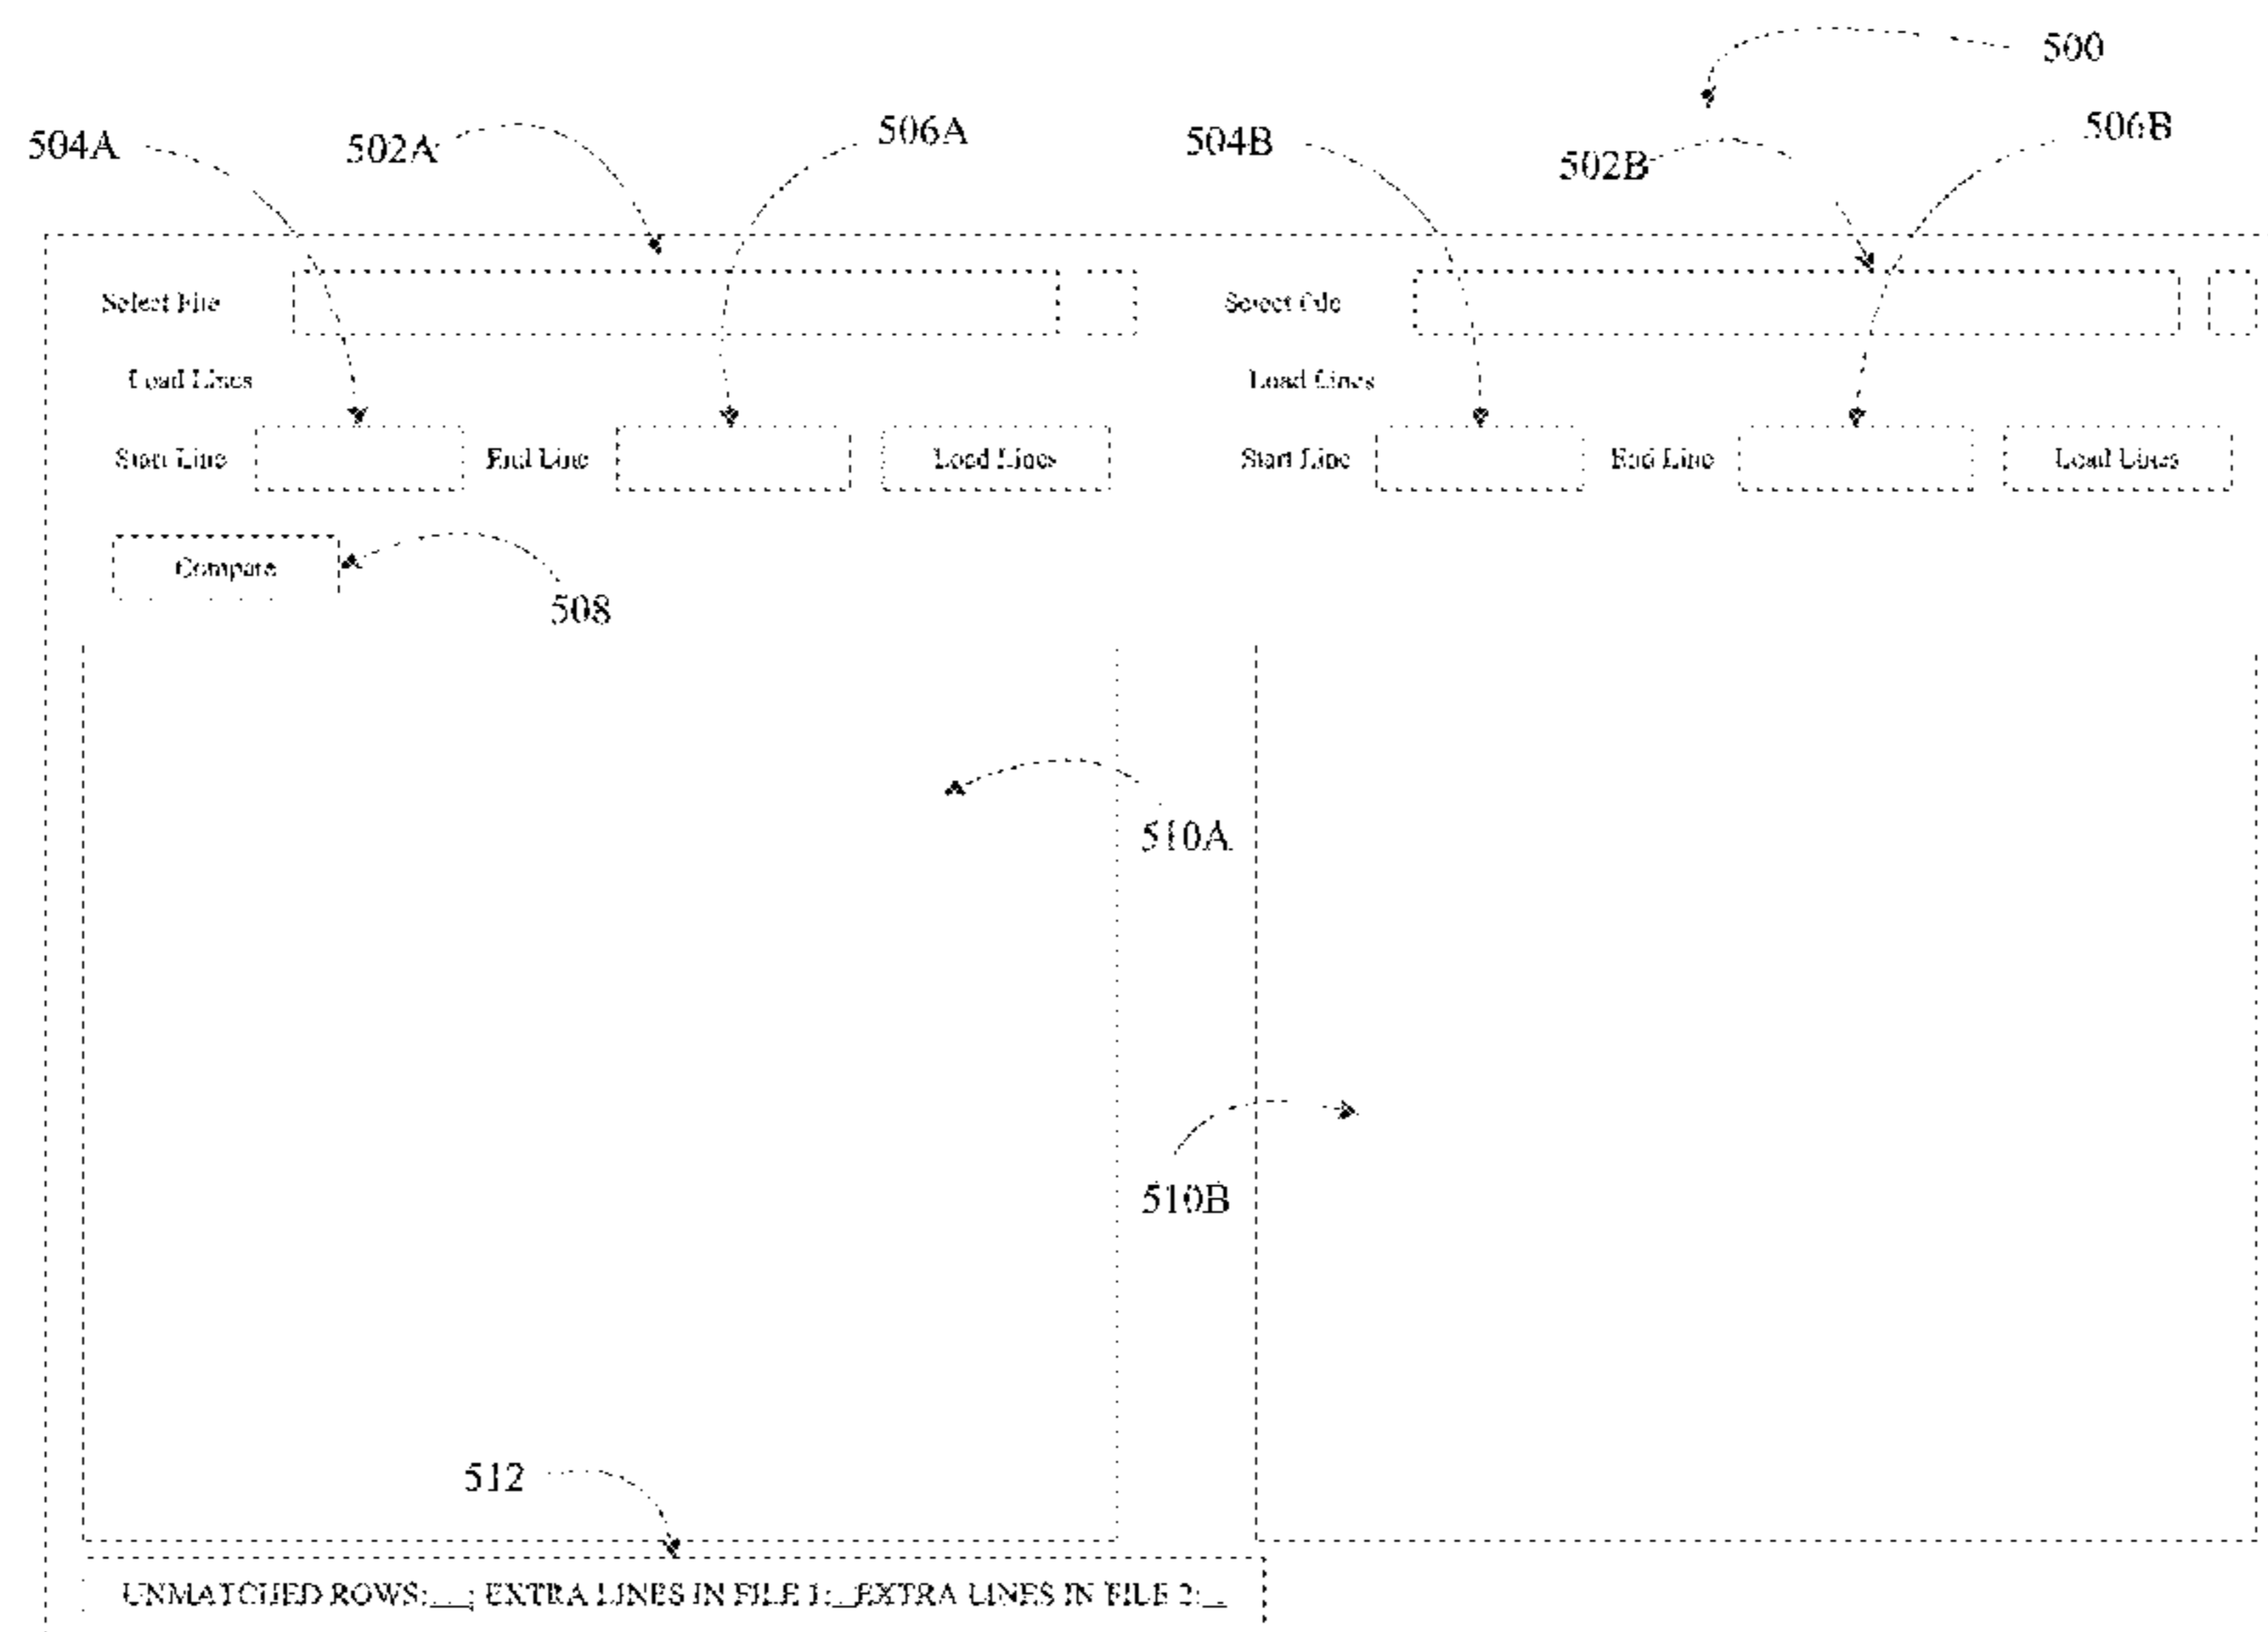 500
504A 502A 506A 504B 502B 506B
Select File Select File
Load Lines Load Lines
Start Line End Line Load Lines Start Line End Line Load Lines
Compare
508
510A
510B
512
UNMATCHED ROWS:__; EXTRA LINES IN FILE 1:__EXTRA LINES IN FILE 2:__